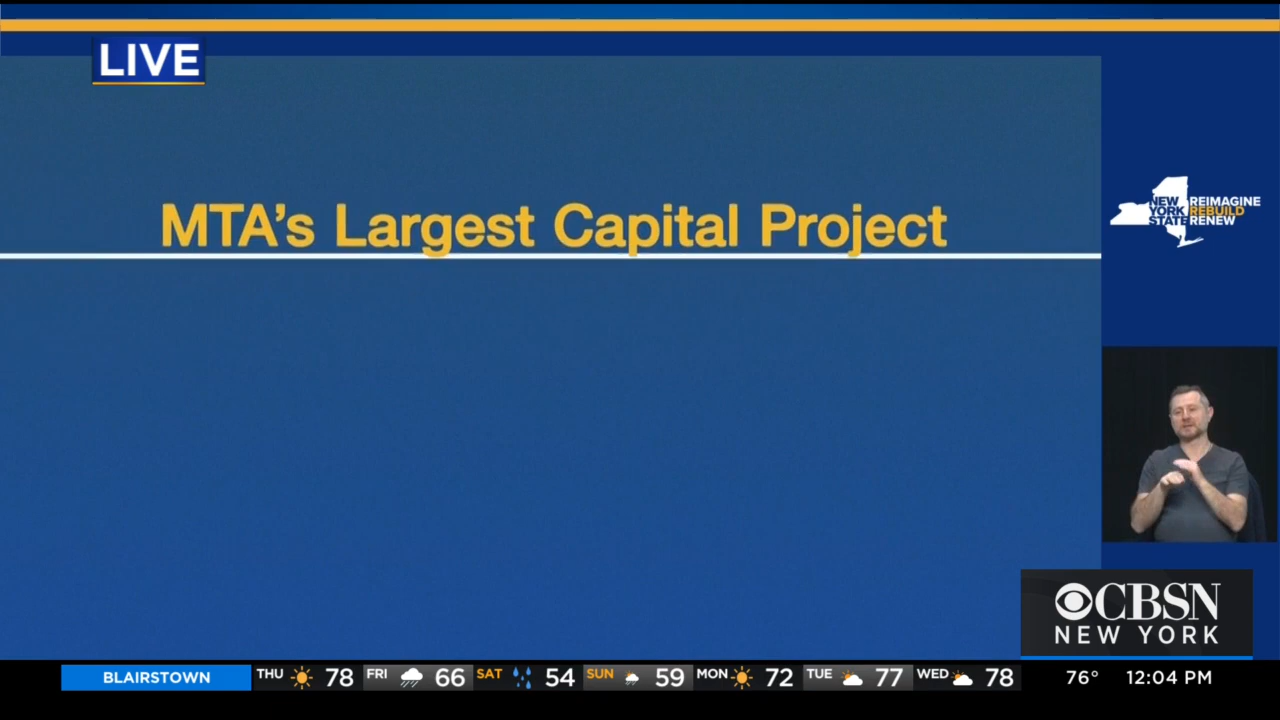 LIVE
MTA's Largest Capital Project
NEW
YORK
STATE
REIMAGINE
REBUILD
RENEW
CBSN
NEW YORK
BLAIRSTOWN THU 78 FRI 66 SAT 54 SUN 59 MON 72 TUE 77 WED 78 76° 12:04 PM